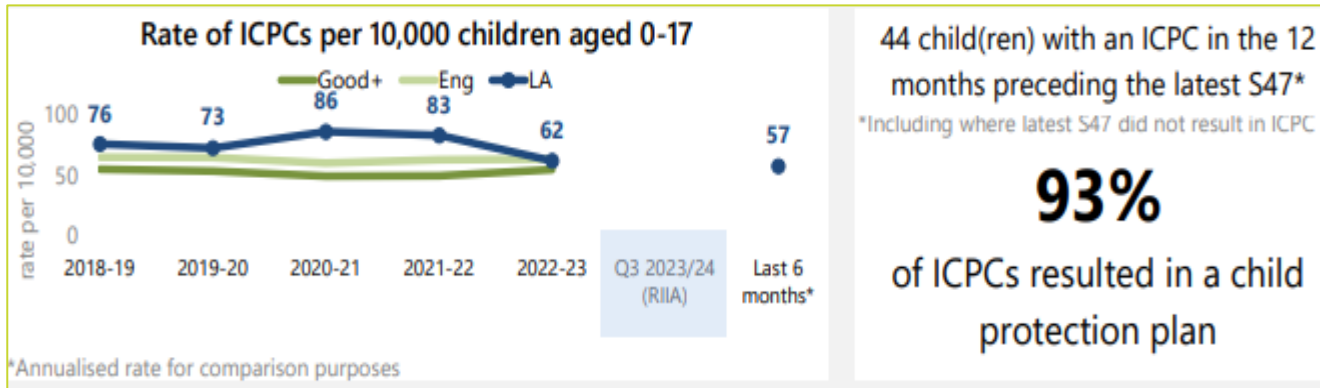 Rate of ICPCs per 10,000 children aged 0-17
Good+ Eng LA
rate per 10,000
100
50
0
76
73
86
83
62
57
2018-19
2019-20
2020-21
2021-22
2022-23
Q3 2023/24
(RIIA)
Last 6
months*
*Annualised rate for comparison purposes
44 child(ren) with an ICPC in the 12
months preceding the latest S47*
*Including where latest S47 did not result in ICPC
93%
of ICPCs resulted in a child
protection plan